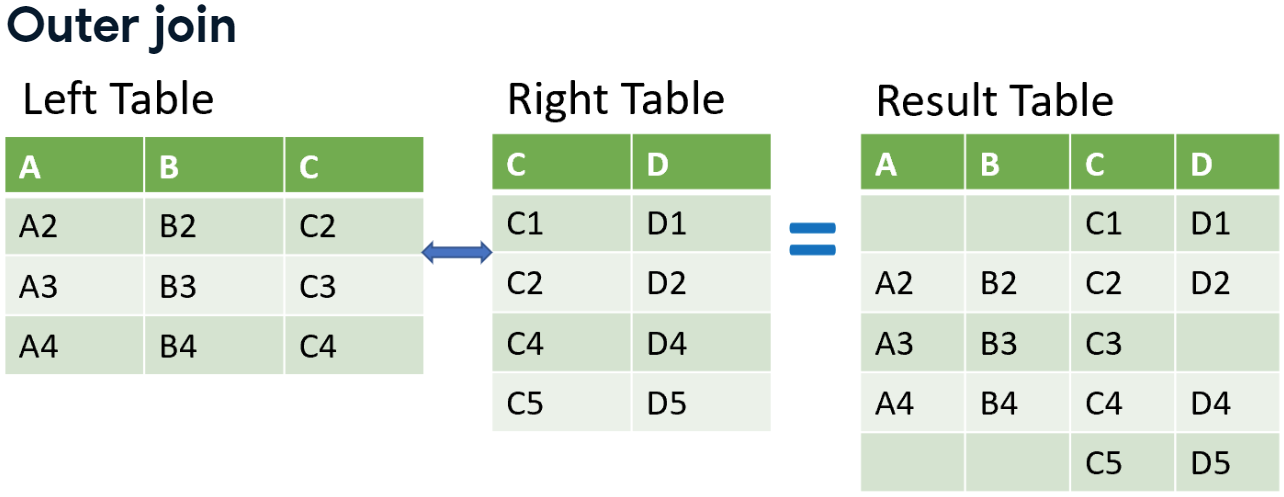 Outer join
Left Table
A B C
A2 B2 C2
A3 B3 C3
A4 B4 C4
Right Table
C D
C1 D1
C2 D2
C4 D4
C5 D5
=
Result Table
A B C D
C1 D1
A2 B2 C2 D2
A3 B3 C3
A4 B4 C4 D4
C5 D5